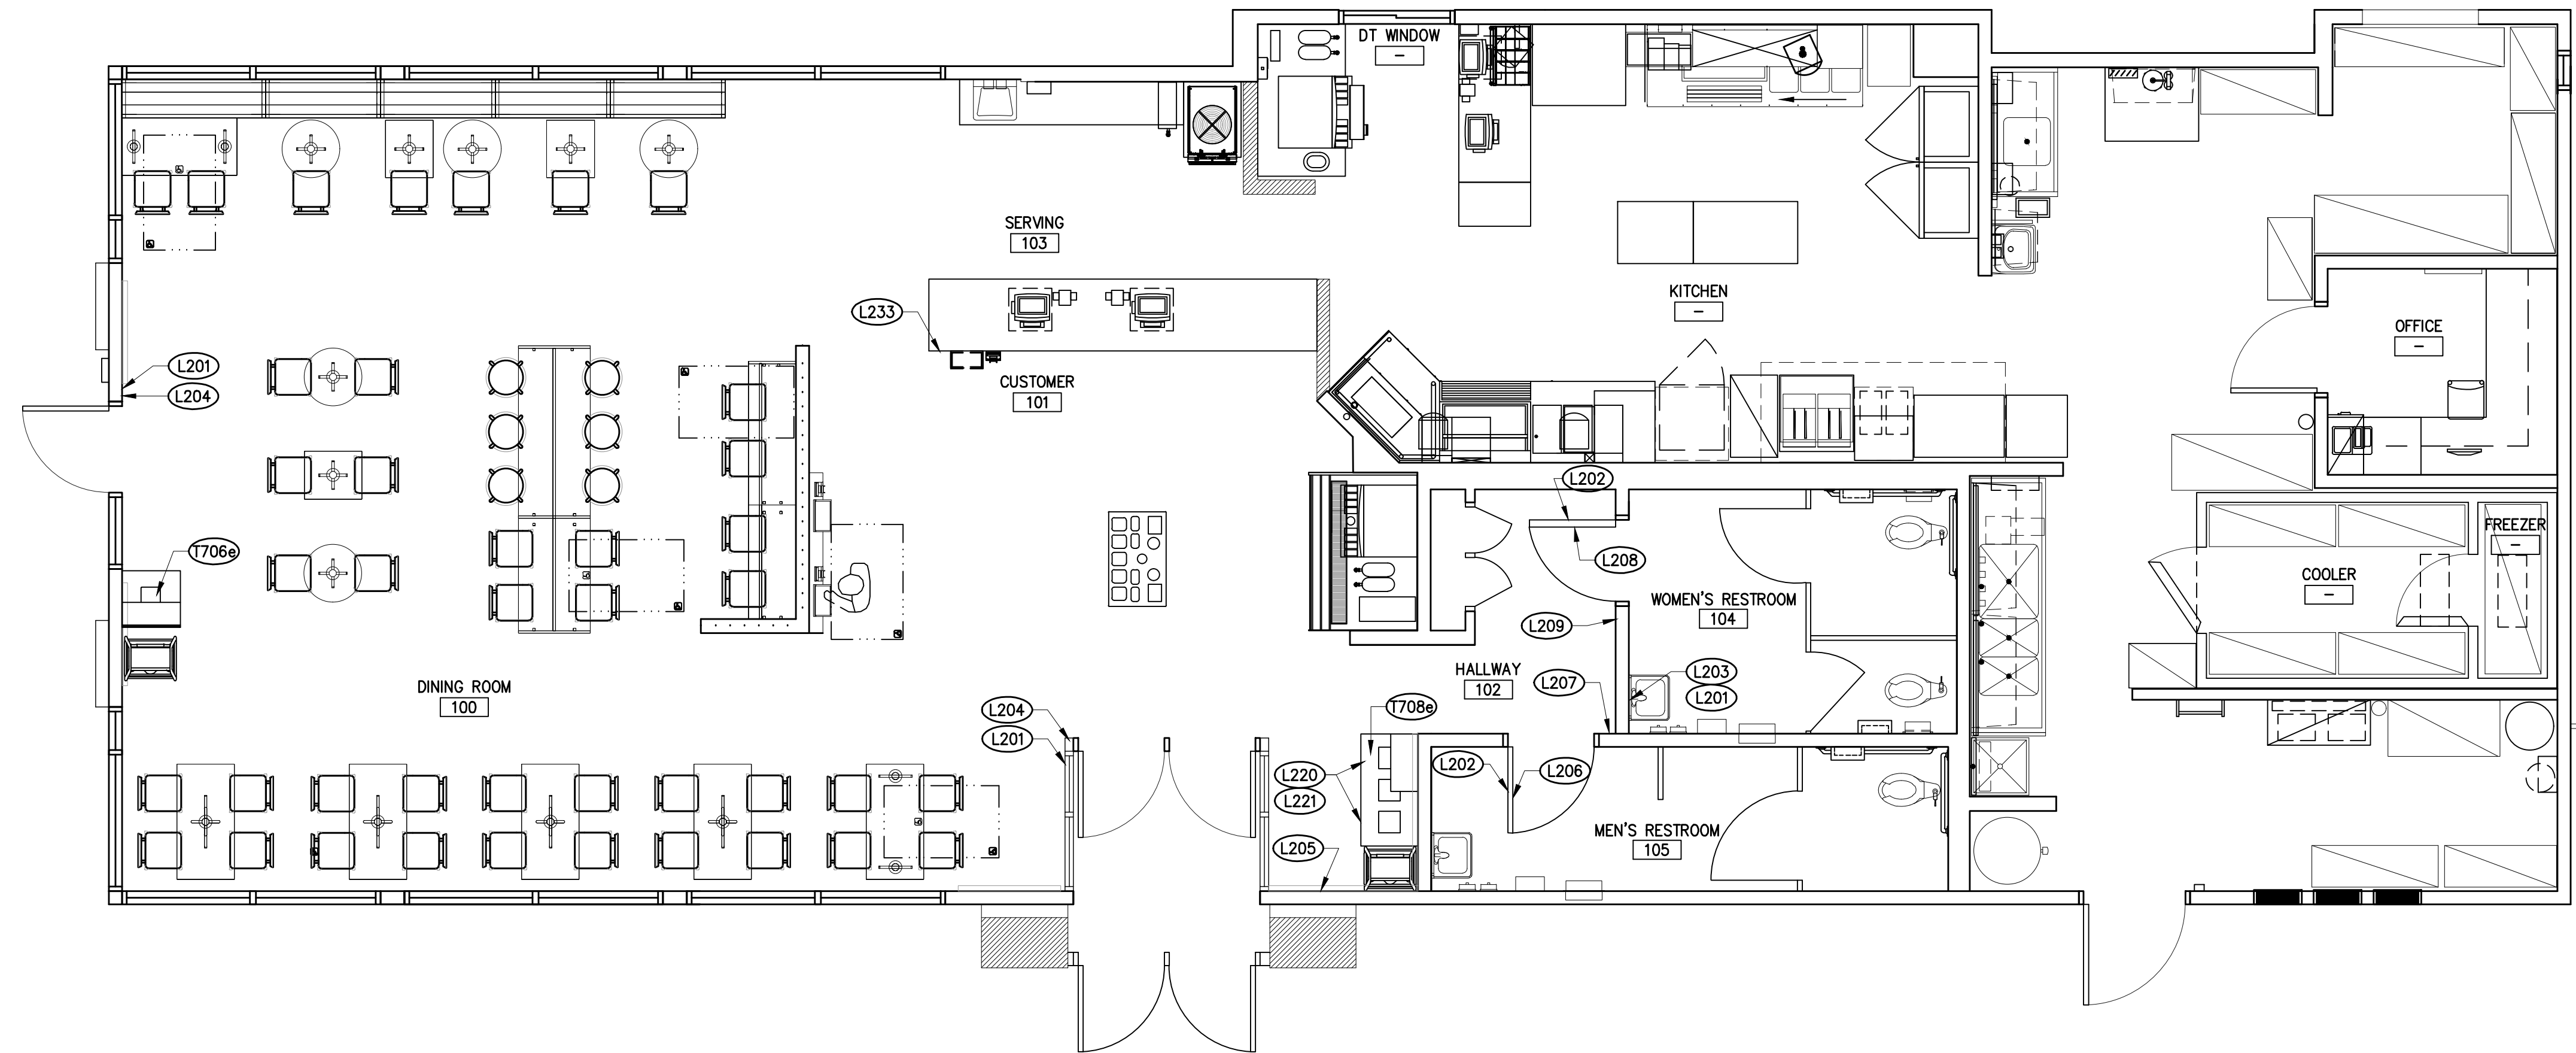 DT WINDOW
-
SERVING
103
KITCHEN
-
L233
OFFICE
-
L201
L204
CUSTOMER
101
L202
FREEZER
-
T706e
L208
COOLER
-
WOMEN'S RESTROOM
104
L209
HALLWAY
102
L203
L201
L207
DINING ROOM
100
L204
L201
T708e
L202
L206
L220
L221
MEN'S RESTROOM
105
L205